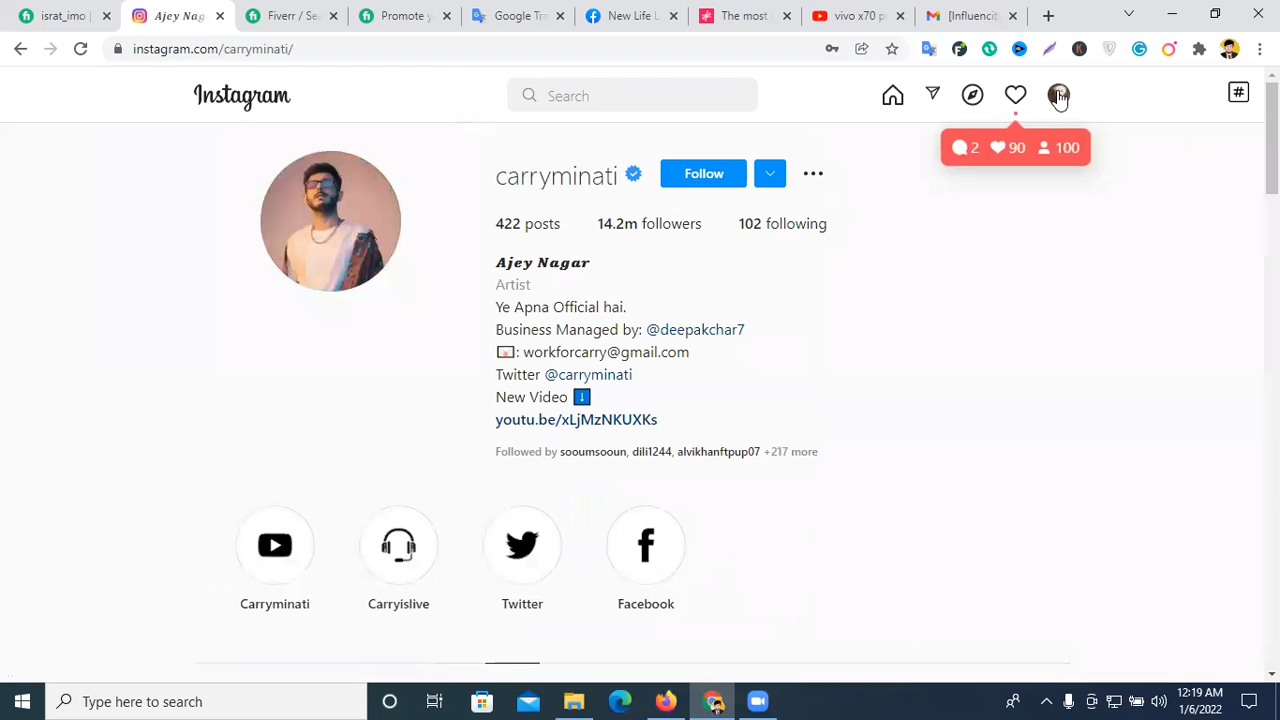 israt_imo
Ajey Nag
Fiverr / Se
Promote y
Google Tra
New Life L
The most r
vivo x70 p
[Influencit
instagram.com/carryminati/
Instagram
Search
#
2 90 100
carryminati
Follow
422 posts 14.2m followers 102 following
Ajey Nagar
Artist
Ye Apna Official hai.
Business Managed by: @deepakchar7
: workforcarry@gmail.com
Twitter @carryminati
New Video ↓
youtu.be/xLjMzNKUXKs
Followed by sooumsooun, dili1244, alvikhanftpup07 +217 more
Carryminati Carryislive Twitter Facebook
Type here to search
12:19 AM
1/6/2022